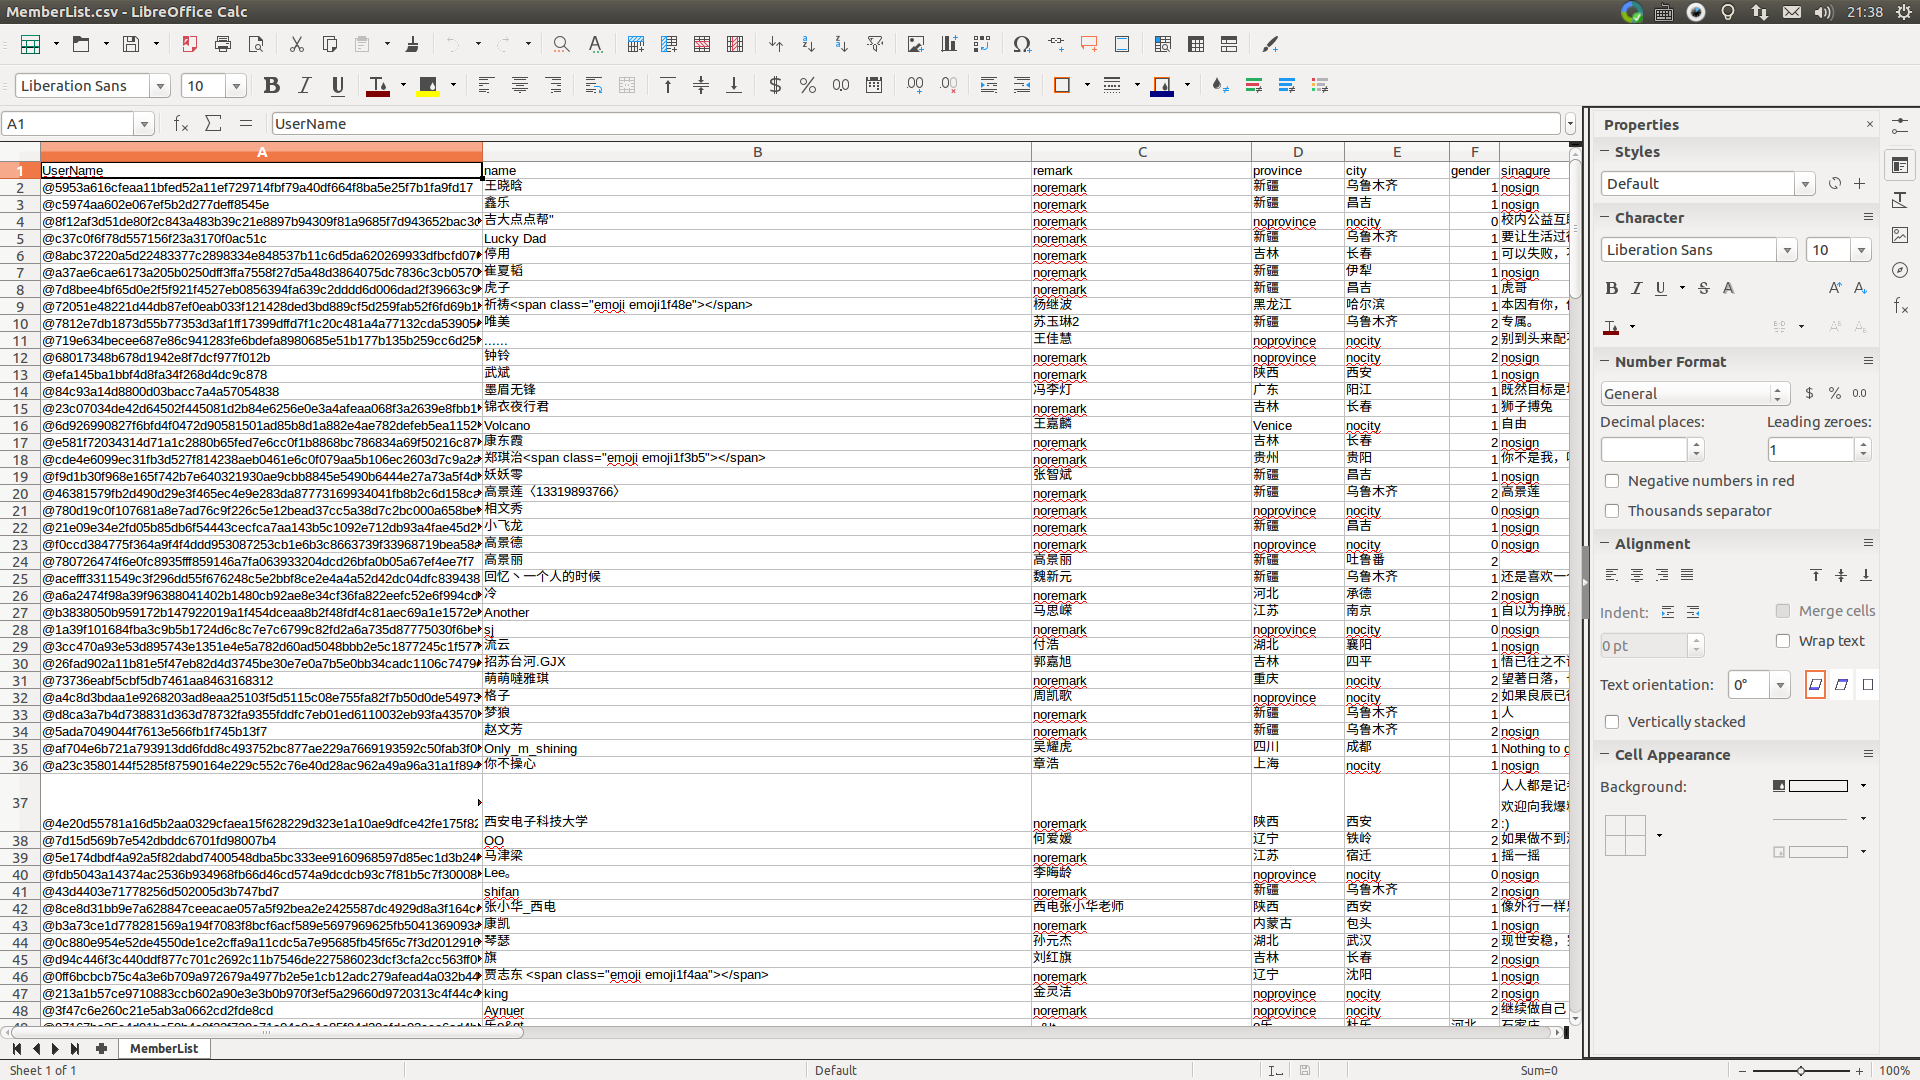 MemberList.csv - LibreOffice Calc
21:38
Liberation Sans 10
A1 UserName
A B C D E F
1 UserName name remark province city gender sinagure
2 @5953a616cfeaa11bfed52a11ef729714fbf79a40df664f8ba5e25f7b1fa9fd17 王晓晗 noremark 新疆 乌鲁木齐 1 nosign
3 @c5974aa602e067ef5b2d277deff8545e 鑫乐 noremark 新疆 昌吉 1 nosign
4 @8f12af3d51de80f2c843a483b39c21e8897b94309f81a9685f7d943652bac3c 吉大点点帮" noremark noprovince nocity 0 校内公益互
5 @c37c0f6f78d557156f23a3170f0ac51c Lucky Dad noremark 新疆 乌鲁木齐 1 要让生活过
6 @8abc37220a5d22483377c2898334e848537b11c6d5da620269933dfbcfd07 停用 noremark 吉林 长春 1 可以失败，
7 @a37ae6cae6173a205b0250dff3ffa7558f27d5a48d3864075dc7836c3cb0570 崔夏韬 noremark 新疆 伊犁 1 nosign
8 @7d8bee4bf65d0e2f5f921f4527eb0856394fa639c2dddd6d006dad2f39663c9 虎子 noremark 新疆 昌吉 1 虎哥
9 @72051e48221d44db87ef0eab033f121428ded3bd889cf5d259fab52f6fd69b1 祈祷<span class="emoji emoji1f48e"></span> 杨继波 黑龙江 哈尔滨 1 本因有你，
10 @7812e7db1873d55b77353d3af1ff17399dffd7f1c20c481a4a77132cda53905 唯美 苏玉琳2 新疆 乌鲁木齐 2 专属。
11 @719e634becee687e86c941283fe6bdefa8980685e51b177b135b259cc6d25 ...... 王佳慧 noprovince nocity 2 别到头来配
12 @68017348b678d1942e8f7dcf977f012b 钟铃 noremark noprovince nocity 2 nosign
13 @efa145ba1bbf4d8fa34f268d4dc9c878 武斌 noremark 陕西 西安 1 nosign
14 @84c93a14d8800d03bacc7a4a57054838 墨眉无锋 冯李灯 广东 阳江 1 既然目标是
15 @23c07034de42d64502f445081d2b84e6256e0e3a4afeaa068f3a2639e8fbb1 锦衣夜行君 noremark 吉林 长春 1 狮子搏兔
16 @6d926990827f6bfd4f0472d90581501ad85b8d1a882e4ae782defeb5ea1152 Volcano 王嘉麟 Venice nocity 1 自由
17 @e581f72034314d71a1c2880b65fed7e6cc0f1b8868bc786834a69f50216c87 康东霞 noremark 吉林 长春 2 nosign
18 @cde4e6099ec31fb3d527f814238aeb0461e6c0f079aa5b106ec2603d7c9a2a 郑琪治<span class="emoji emoji1f3b5"></span> noremark 贵州 贵阳 1 你不是我，
19 @f9d1b30f968e165f742b7e640321930ae9cbb8845e5490b6444e27a73a5f4d 妖妖零 张智斌 新疆 昌吉 1 nosign
20 @46381579fb2d490d29e3f465ec4e9e283da87773169934041fb8b2c6d158ca 高景莲〈13319893766〉 noremark 新疆 乌鲁木齐 2 高景莲
21 @780d19c0f107681a8e7ad76c9f226c5e12bead37cc5a38d7c2bc000a658be 相文秀 noremark noprovince nocity 0 nosign
22 @21e09e34e2fd05b85db6f54443cecfca7aa143b5c1092e712db93a4fae45d2 小飞龙 noremark 新疆 昌吉 1 nosign
23 @f0ccd384775f364a9f4f4ddd953087253cb1e6b3c8663739f33968719bea58a 高景德 noremark noprovince nocity 0 nosign
24 @780726474f6e0fc8935fff859146a7fa063933204dcd26bfa0b05a67ef4ee7f7 高景丽 高景丽 新疆 吐鲁番 2
25 @acefff3311549c3f296dd55f676248c5e2bbf8ce2e4a4a52d42dc04dfc839438 回忆丶一个人的时候 魏新元 新疆 乌鲁木齐 1 还是喜欢一
26 @a6a2474f98a39f96388041402b1480cb92ae8e34cf36fa822eefc52e6f994cd 冷 noremark 河北 承德 2 nosign
27 @b3838050b959172b147922019a1f454dceaa8b2f48fdf4c81aec69a1e1572e Another 马思嵘 江苏 南京 1 自以为挣脱，
28 @1a39f101684fba3c9b5b1724d6c8c7e7c6799c82fd2a6a735d87775030f6be sj noremark noprovince nocity 0 nosign
29 @3cc470a93e53d895743e1351e4e5a782d60ad5048bbb2e5c1877245c1f577 流云 付浩 湖北 襄阳 1 nosign
30 @26fad902a11b81e5f47eb82d4d3745be30e7e0a7b5e0bb34cadc1106c7479 招苏台河.GJX 郭嘉旭 吉林 四平 1 悟已往之不
31 @73736eabf5cbf5db7461aa8463168312 萌萌噠雅琪 noremark 重庆 nocity 2 望著日落，
32 @a4c8d3bdaa1e9268203ad8eaa25103f5d5115c08e755fa82f7b50d0de54973 格子 周凯歌 noprovince nocity 2 如果良辰已
33 @d8ca3a7b4d738831d363d78732fa9355fddfc7eb01ed6110032eb93fa43570 梦狼 noremark 新疆 乌鲁木齐 1 人
34 @5ada7049044f7613e566fb1f745b13f7 赵文芳 noremark 新疆 乌鲁木齐 2 nosign
35 @af704e6b721a793913dd6fdd8c493752bc877ae229a7669193592c50fab3f0 Only_m_shining 吴耀虎 四川 成都 1 Nothing to
36 @a23c3580144f5285f87590164e229c552c76e40d28ac962a49a96a31a1f894 你不操心 章浩 上海 nocity 1 nosign
人人都是记
欢迎向我爆
37 @4e20d55781a16d5b2aa0329cfaea15f628229d323e1a10ae9dfce42fe175f82 西安电子科技大学 noremark 陕西 西安 2 :)
38 @7d15d569b7e542dbddc6701fd98007b4 OO 何爱媛 辽宁 铁岭 2 如果做不到
39 @5e174dbdf4a92a5f82dabd7400548dba5bc333ee9160968597d85ec1d3b24 马津梁 noremark 江苏 宿迁 1 摇一摇
40 @fdb5043a14374ac2536b934968fb66d46cd574a9dcdcb93c7f81b5c7f30008 Lee。 李晦龄 noprovince nocity 0 nosign
41 @43d4403e71778256d502005d3b747bd7 shifan noremark 新疆 乌鲁木齐 2 nosign
42 @8ce8d31bb9e7a628847ceeacae057a5f92bea2e2425587dc4929d8a3f164c 张小华_西电 西电张小华老师 陕西 西安 1 像外行一样
43 @b3a73ce1d778281569a194f7083f8bcf6acf589e5697969625fb5041369093 康凯 noremark 内蒙古 包头 1 nosign
44 @0c880e954e52de4550de1ce2cffa9a11cdc5a7e95685fb45f65c7f3d201291 琴瑟 孙元杰 湖北 武汉 2 现世安稳，
45 @d94c446f3c440ddf877c701c2692c11b7546de227586023dcf3cfa2cc563ff0 旗 刘红旗 吉林 长春 2 nosign
46 @0ff6bcbcb75c4a3e6b709a972679a4977b2e5e1cb12adc279afead4a032b44 贾志东 <span class="emoji emoji1f4aa"></span> noremark 辽宁 沈阳 1 nosign
47 @213a1b57ce9710883ccb602a90e3e3b0b970f3ef5a29660d9720313c4f44c king 金灵洁 noprovince nocity 2 nosign
48 @3f47c6e260c21e5ab3a0662cd2fde8cd Aynuer noremark noprovince nocity 2 继续做自己
MemberList
Sheet 1 of 1 Default Sum=0 100%
Properties
Styles
Default
Character
Liberation Sans 10
Number Format
General
Decimal places: Leading zeroes:
1
Negative numbers in red
Thousands separator
Alignment
Indent: Merge cells
0 pt Wrap text
Text orientation: 0°
Vertically stacked
Cell Appearance
Background: